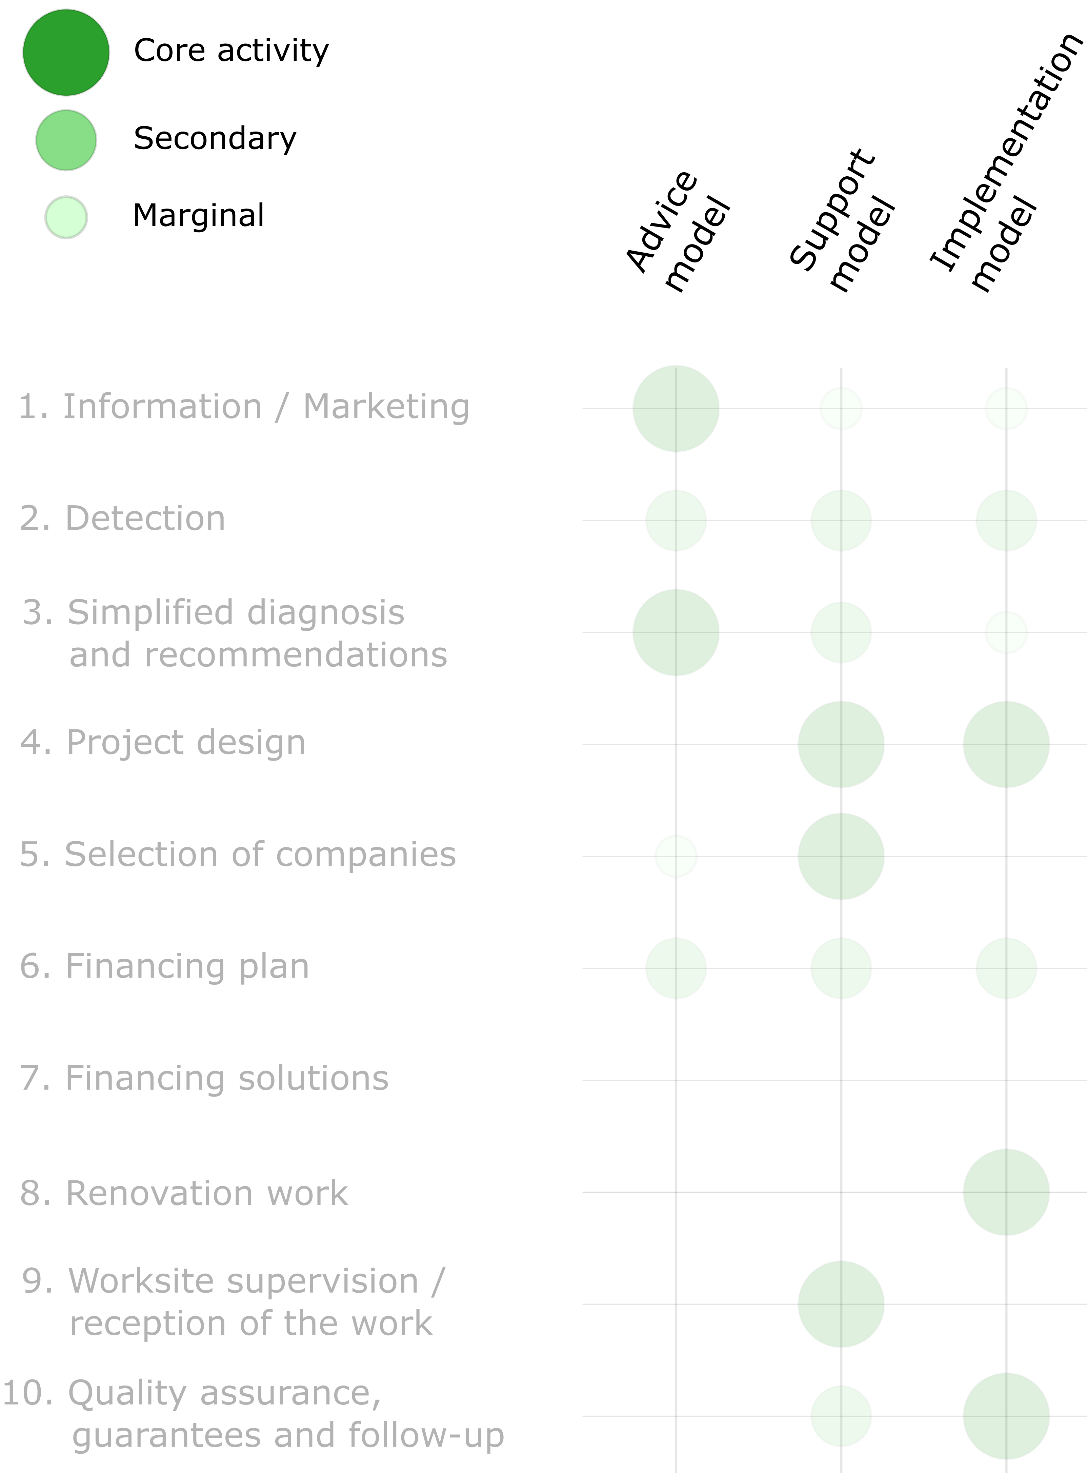 Core activity
Secondary
Marginal
Advice
model
Support
model
Implementation
model
1. Information / Marketing
2. Detection
3. Simplified diagnosis
and recommendations
4. Project design
5. Selection of companies
6. Financing plan
7. Financing solutions
8. Renovation work
9. Worksite supervision /
reception of the work
10. Quality assurance,
guarantees and follow-up